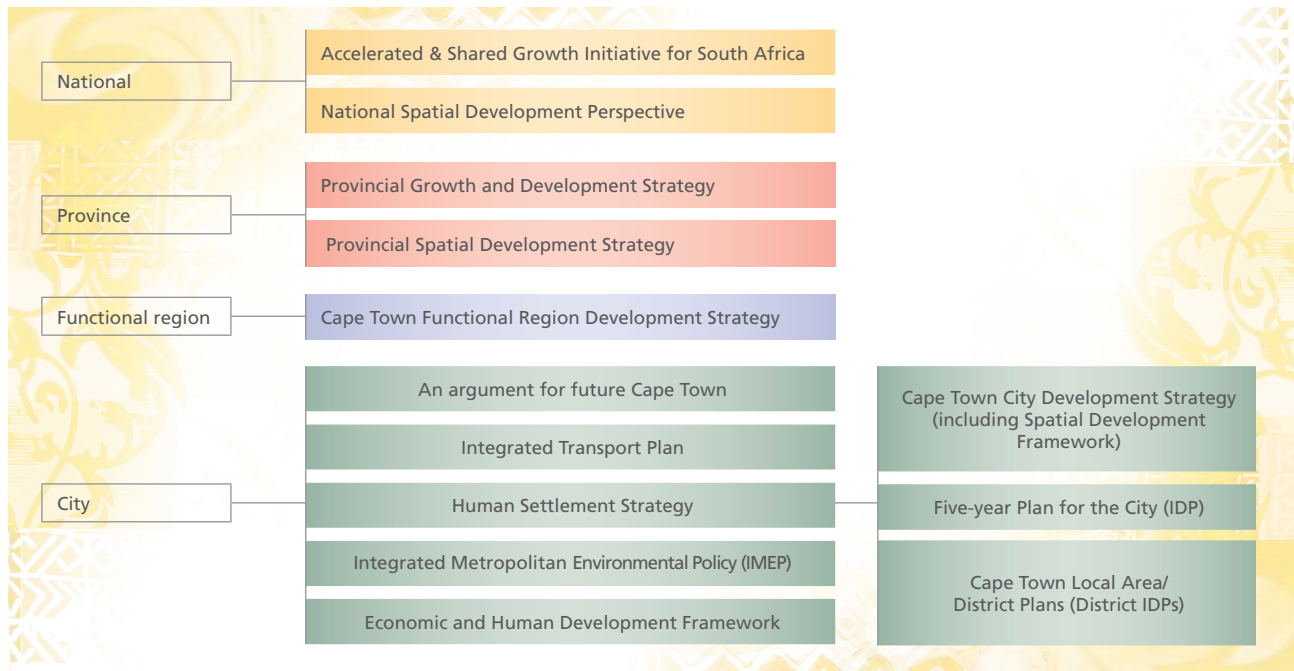 National
Accelerated & Shared Growth Initiative for South Africa
National Spatial Development Perspective
Province
Provincial Growth and Development Strategy
Provincial Spatial Development Strategy
Functional region
Cape Town Functional Region Development Strategy
City
An argument for future Cape Town
Integrated Transport Plan
Human Settlement Strategy
Integrated Metropolitan Environmental Policy (IMEP)
Economic and Human Development Framework
Cape Town City Development Strategy
(including Spatial Development
Framework)
Five-year Plan for the City (IDP)
Cape Town Local Area/
District Plans (District IDPs)